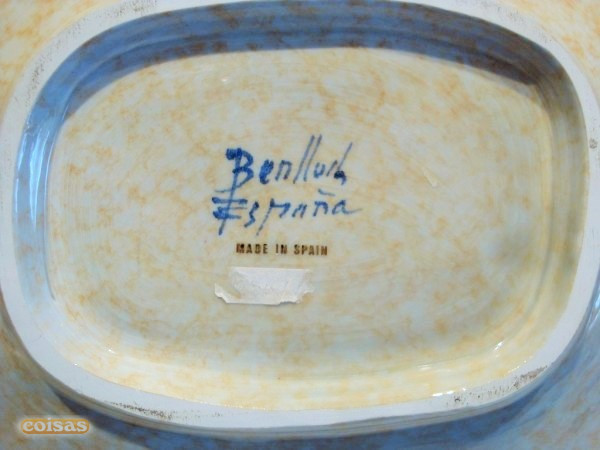 Benlloch
España
MADE IN SPAIN
coisas